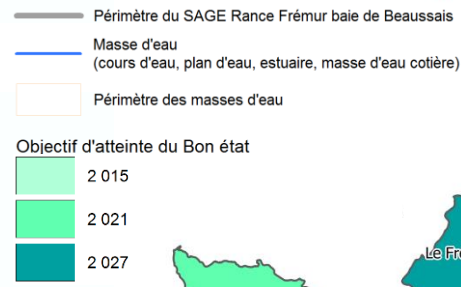 Périmètre du SAGE Rance Frémur baie de Beaussais
Masse d'eau
(cours d'eau, plan d'eau, estuaire, masse d'eau cotière)
Périmètre des masses d'eau
Objectif d'atteinte du Bon état
2 015
2 021
2 027
Le